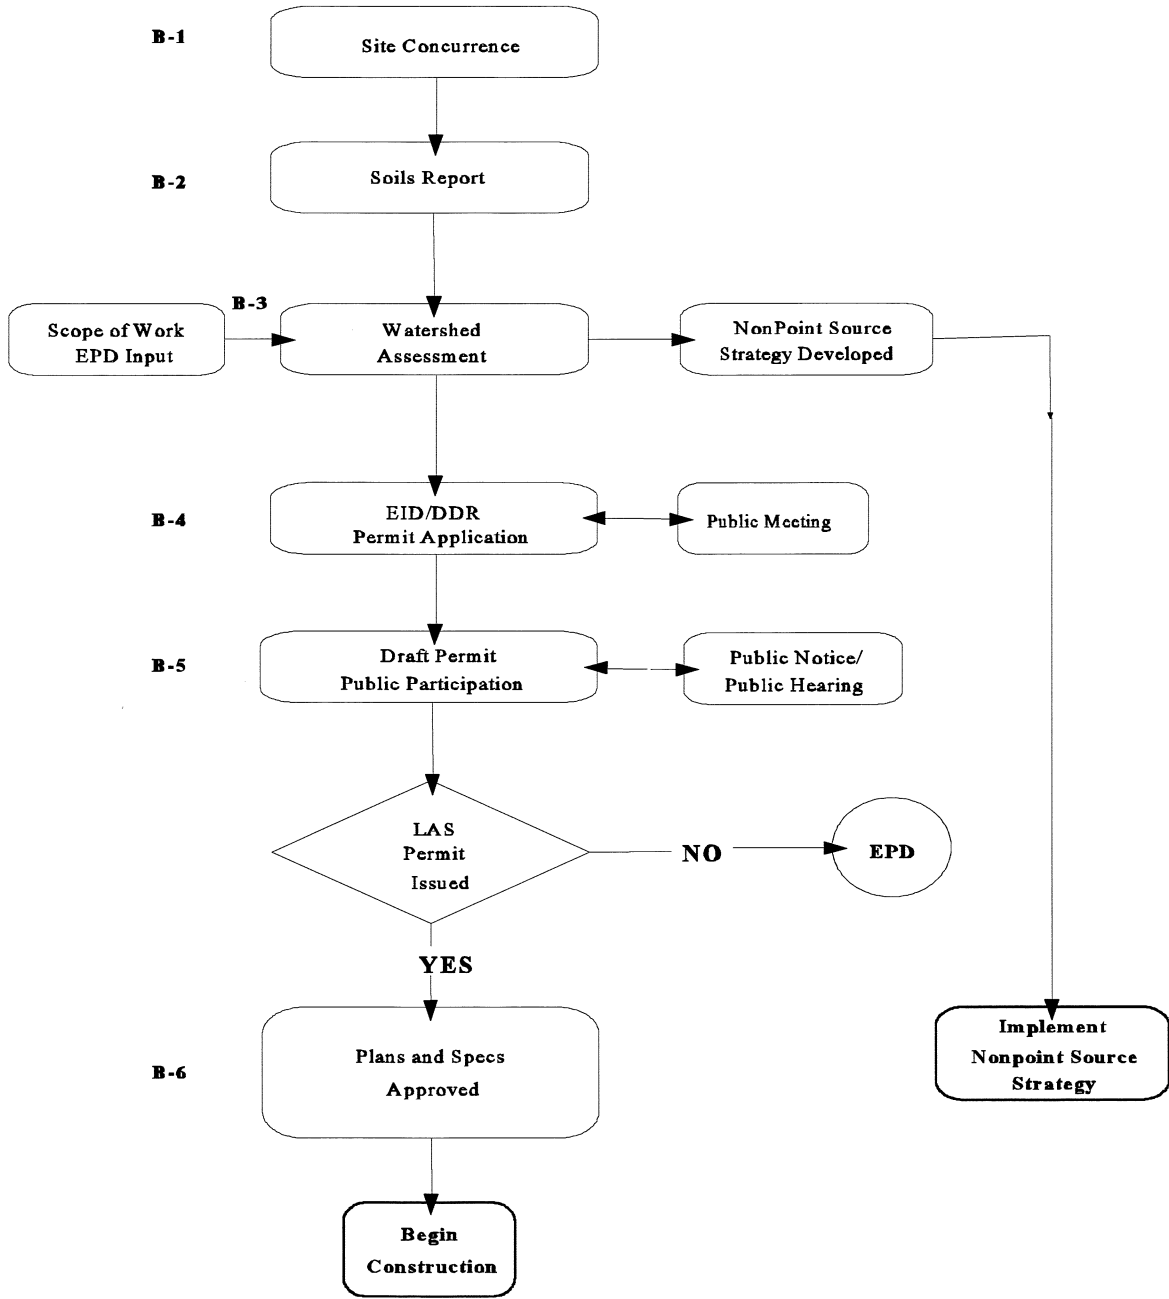 B-1
Site Concurrence
B-2
Soils Report
B-3
Scope of Work
EPD Input
Watershed
Assessment
NonPoint Source
Strategy Developed
B-4
EID/DDR
Permit Application
Public Meeting
B-5
Draft Permit
Public Participation
Public Notice/
Public Hearing
LAS
Permit
Issued
NO
EPD
YES
B-6
Plans and Specs
Approved
Implement
Nonpoint Source
Strategy
Begin
Construction